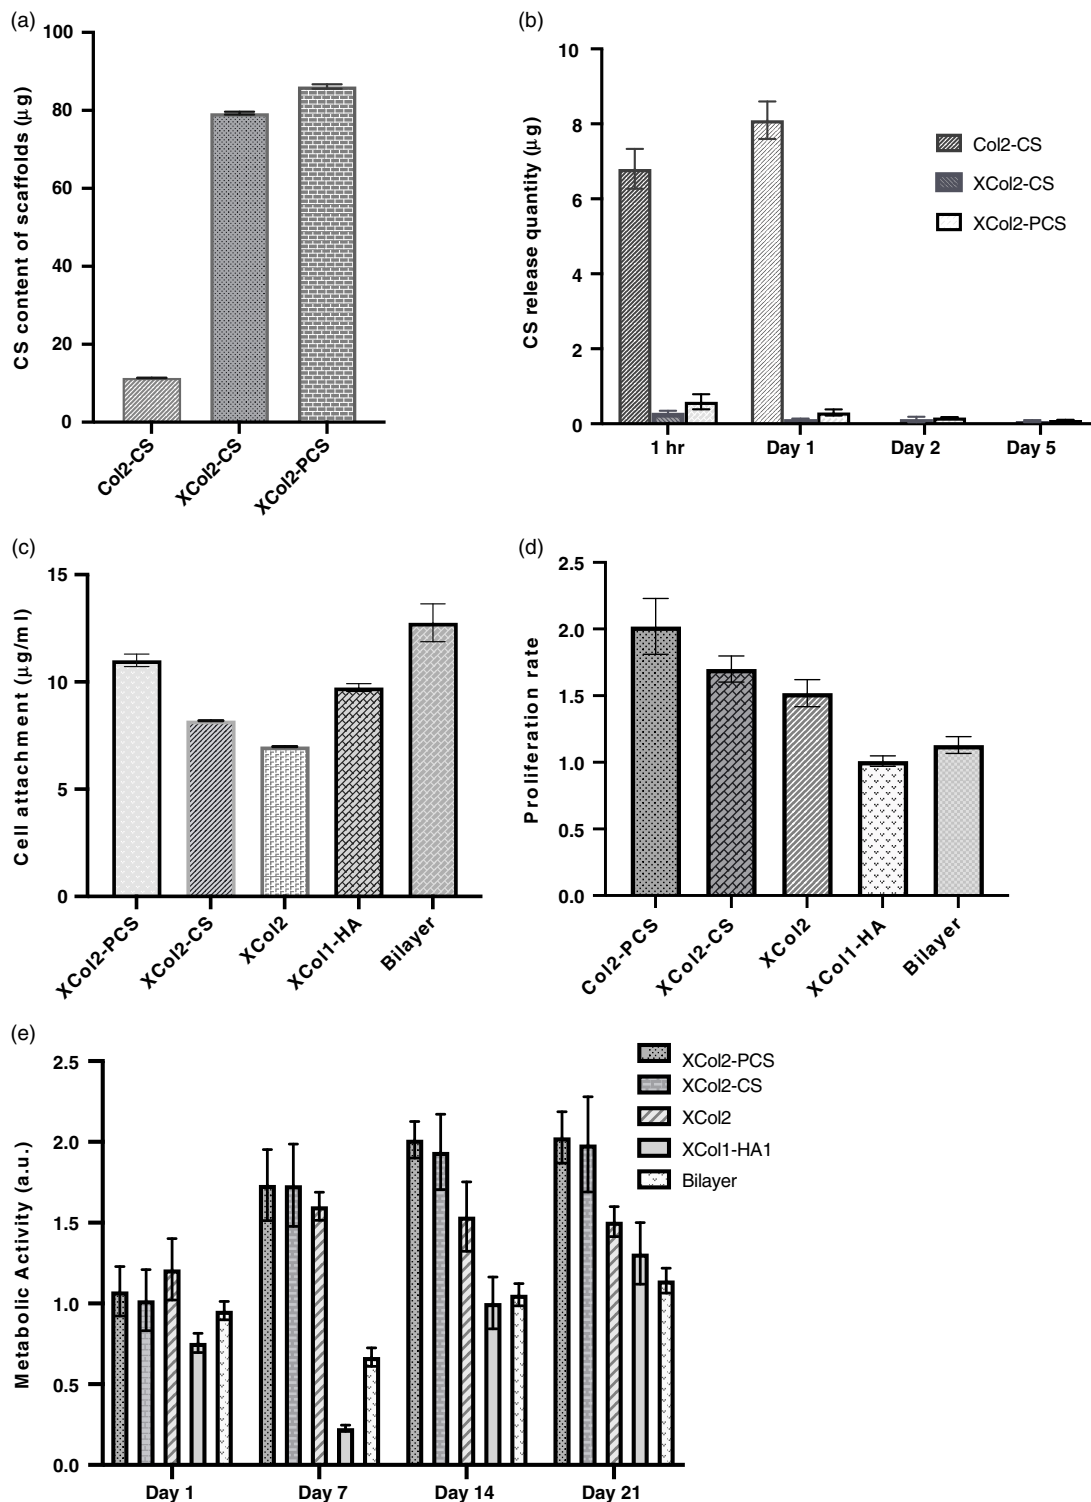 (a)
CS content of scaffolds (μg)
100
80
60
40
20
0
Col2-CS
XCol2-CS
XCol2-PCS
(b)
CS release quantity (μg)
10
8
6
4
2
0
1 hr
Day 1
Day 2
Day 5
Col2-CS
XCol2-CS
XCol2-PCS
(c)
Cell attachment (μg/ml)
15
10
5
0
XCol2-PCS
XCol2-CS
XCol2
XCol1-HA
Bilayer
(d)
Proliferation rate
2.5
2.0
1.5
1.0
0.5
0.0
Col2-PCS
XCol2-CS
XCol2
XCol1-HA
Bilayer
(e)
Metabolic Activity (a.u.)
2.5
2.0
1.5
1.0
0.5
0.0
Day 1
Day 7
Day 14
Day 21
XCol2-PCS
XCol2-CS
XCol2
XCol1-HA1
Bilayer